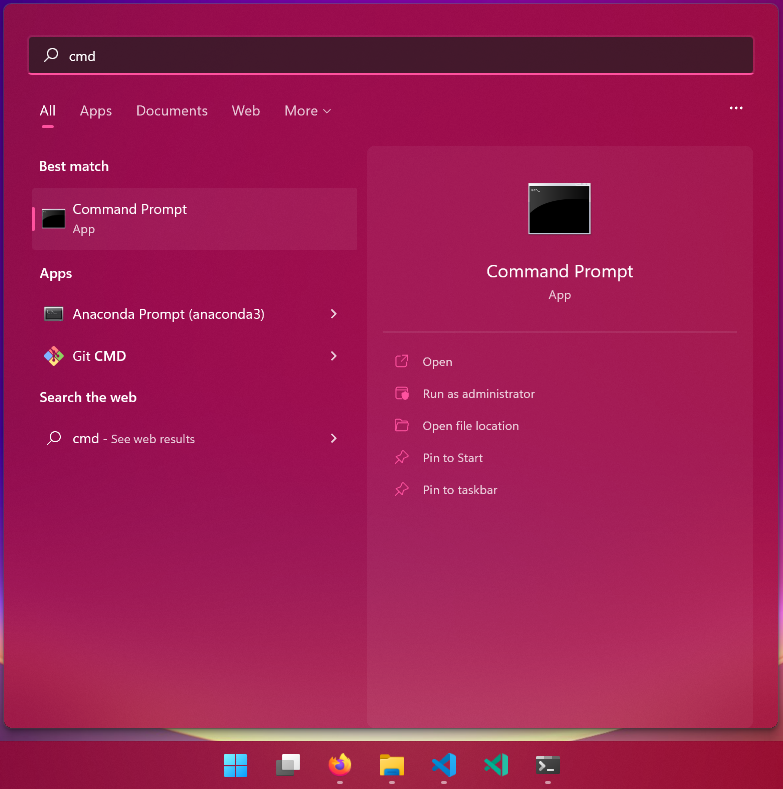 cmd
All Apps Documents Web More
Best match
Command Prompt
App
Apps
Anaconda Prompt (anaconda3)
Git CMD
Search the web
cmd - See web results
Command Prompt
App
Open
Run as administrator
Open file location
Pin to Start
Pin to taskbar